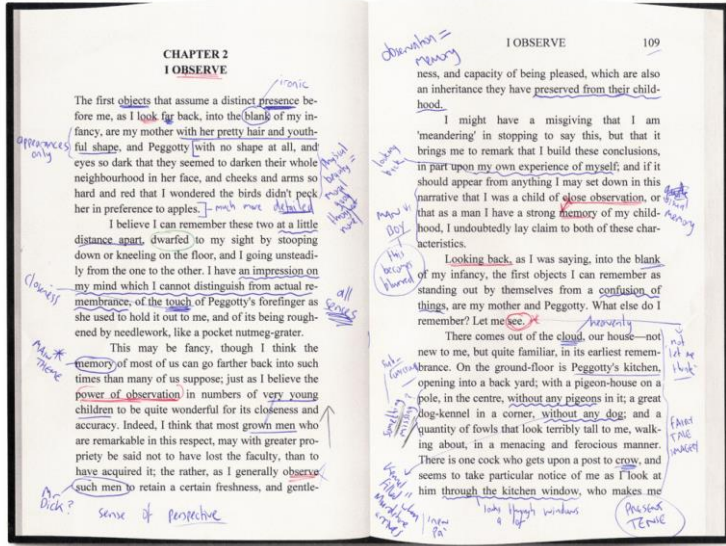 CHAPTER 2
I OBSERVE
ironic
The first objects that assume a distinct presence be-
fore me, as I look far back, into the blank of my in-
fancy, are my mother with her pretty hair and youth-
ful shape, and Peggotty with no shape at all, and
eyes so dark that they seemed to darken their whole
neighbourhood in her face, and cheeks and arms so
hard and red that I wondered the birds didn't peck
her in preference to apples. - much more detailed
I believe I can remember these two at a little
distance apart, dwarfed to my sight by stooping
down or kneeling on the floor, and I going unsteadi-
ly from the one to the other. I have an impression on
my mind which I cannot distinguish from actual re-
membrance, of the touch of Peggotty's forefinger as
she used to hold it out to me, and of its being rough-
ened by needlework, like a pocket nutmeg-grater.
This may be fancy, though I think the
memory of most of us can go farther back into such
times than many of us suppose; just as I believe the
power of observation in numbers of very young
children to be quite wonderful for its closeness and
accuracy. Indeed, I think that most grown men who
are remarkable in this respect, may with greater pro-
priety be said not to have lost the faculty, than to
have acquired it; the rather, as I generally observe
such men to retain a certain freshness, and gentle-
appearances
only
closeness
all
senses
MAIN
THEME
Mr
Dick?
sense of perspective
observation =
memory
I OBSERVE
109
ness, and capacity of being pleased, which are also
an inheritance they have preserved from their child-
hood.
I might have a misgiving that I am
'meandering' in stopping to say this, but that it
brings me to remark that I build these conclusions,
in part upon my own experience of myself; and if it
should appear from anything I may set down in this
narrative that I was a child of close observation, or
that as a man I have a strong memory of my child-
hood, I undoubtedly lay claim to both of these char-
acteristics.
Looking back, as I was saying, into the blank
of my infancy, the first objects I can remember as
standing out by themselves from a confusion of
things, are my mother and Peggotty. What else do I
remember? Let me see.
There comes out of the cloud, our house—not
new to me, but quite familiar, in its earliest remem-
brance. On the ground-floor is Peggotty's kitchen,
opening into a back yard; with a pigeon-house on a
pole, in the centre, without any pigeons in it; a great
dog-kennel in a corner, without any dog; and a
quantity of fowls that look terribly tall to me, walk-
ing about, in a menacing and ferocious manner.
There is one cock who gets upon a post to crow, and
seems to take particular notice of me as I look at
him through the kitchen window, who makes me
looking
back
MAN &
BOY
this
becomes
blurred
visual
memory
heavenly
not
let me
think
something
missing?
FAIRY
TALE
IMAGERY
Kennel
filled when
Murdstone
arrives
looks through windows
a lot
PRESENT
TENSE